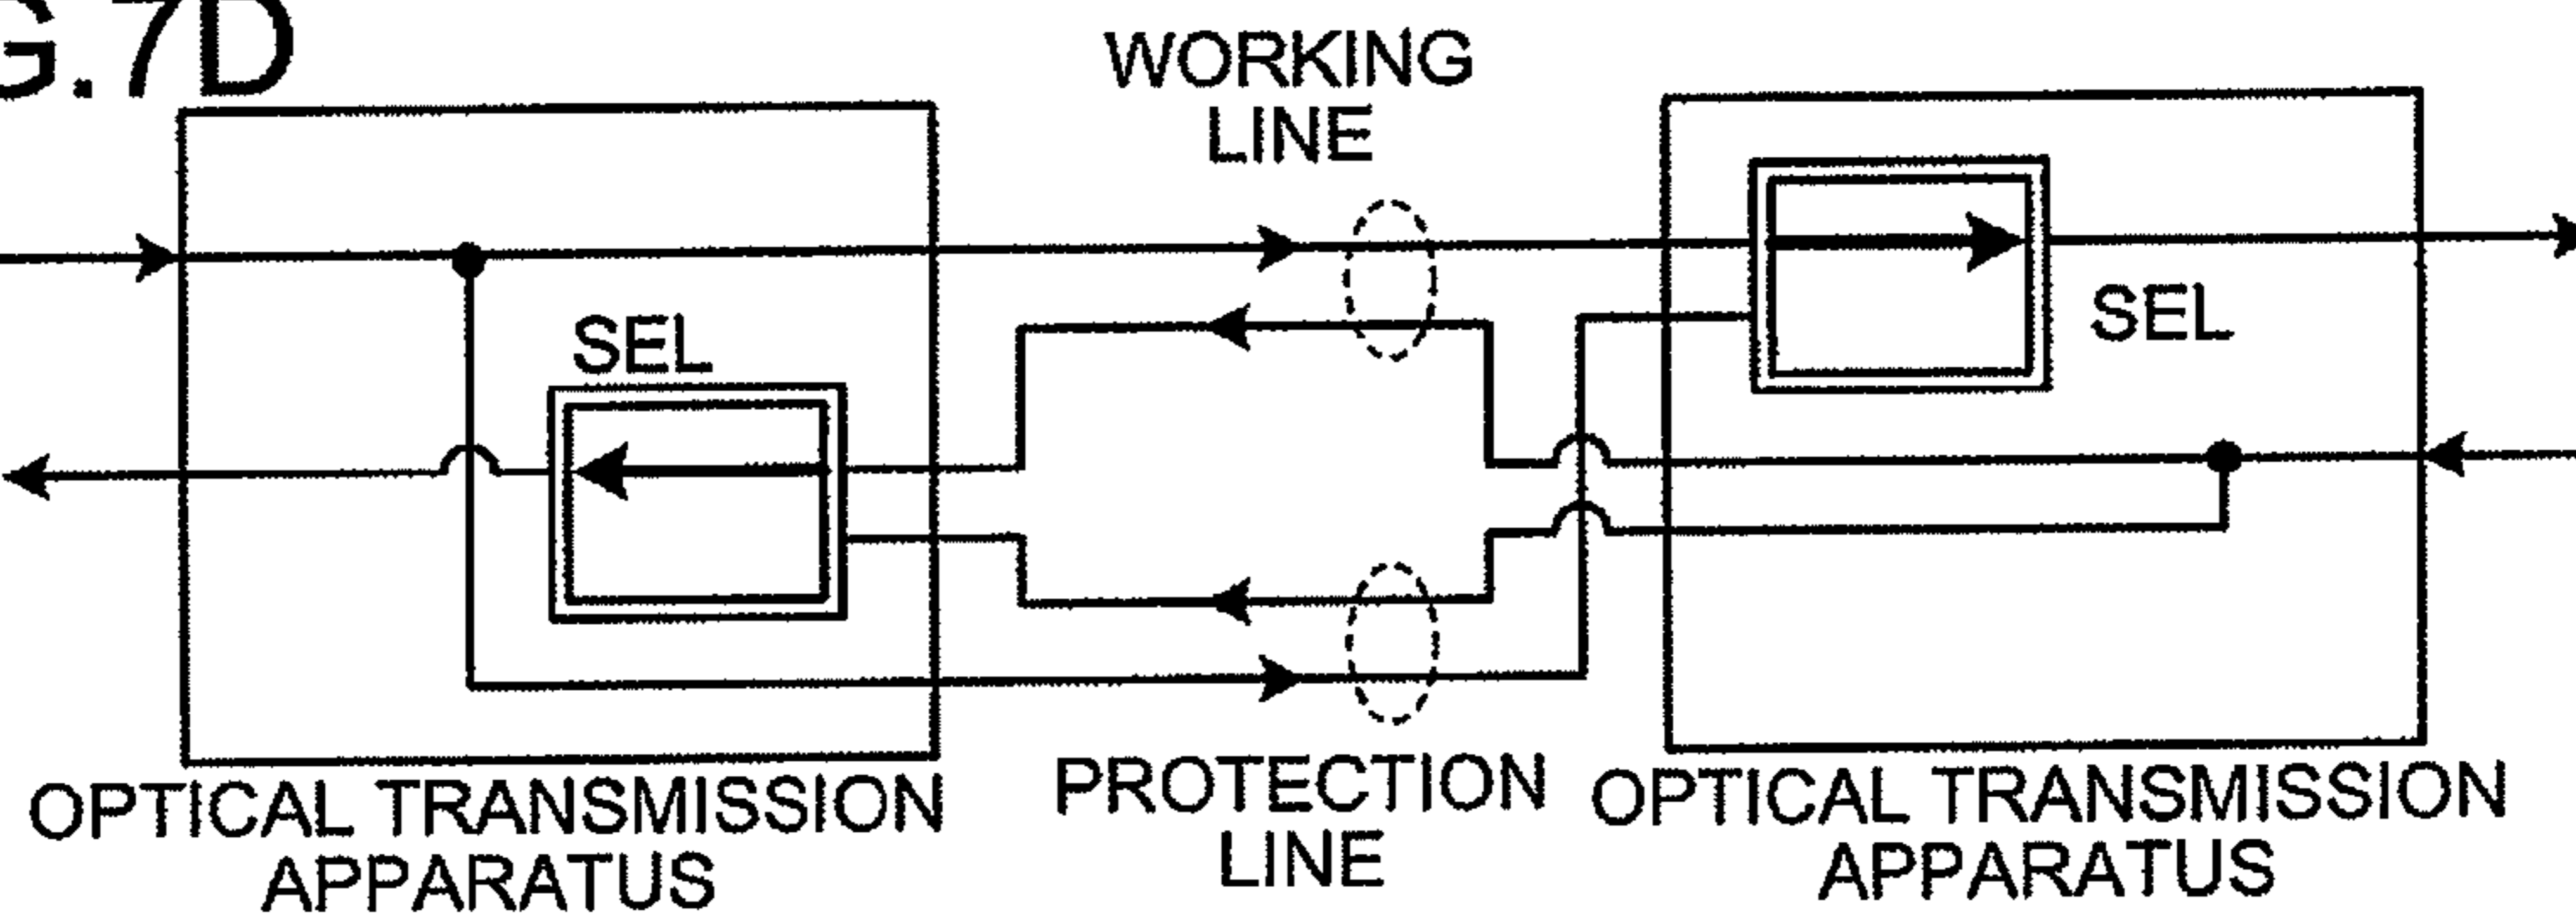 G.7D
WORKING
LINE
SEL
SEL
OPTICAL TRANSMISSION
APPARATUS
PROTECTION
LINE
OPTICAL TRANSMISSION
APPARATUS